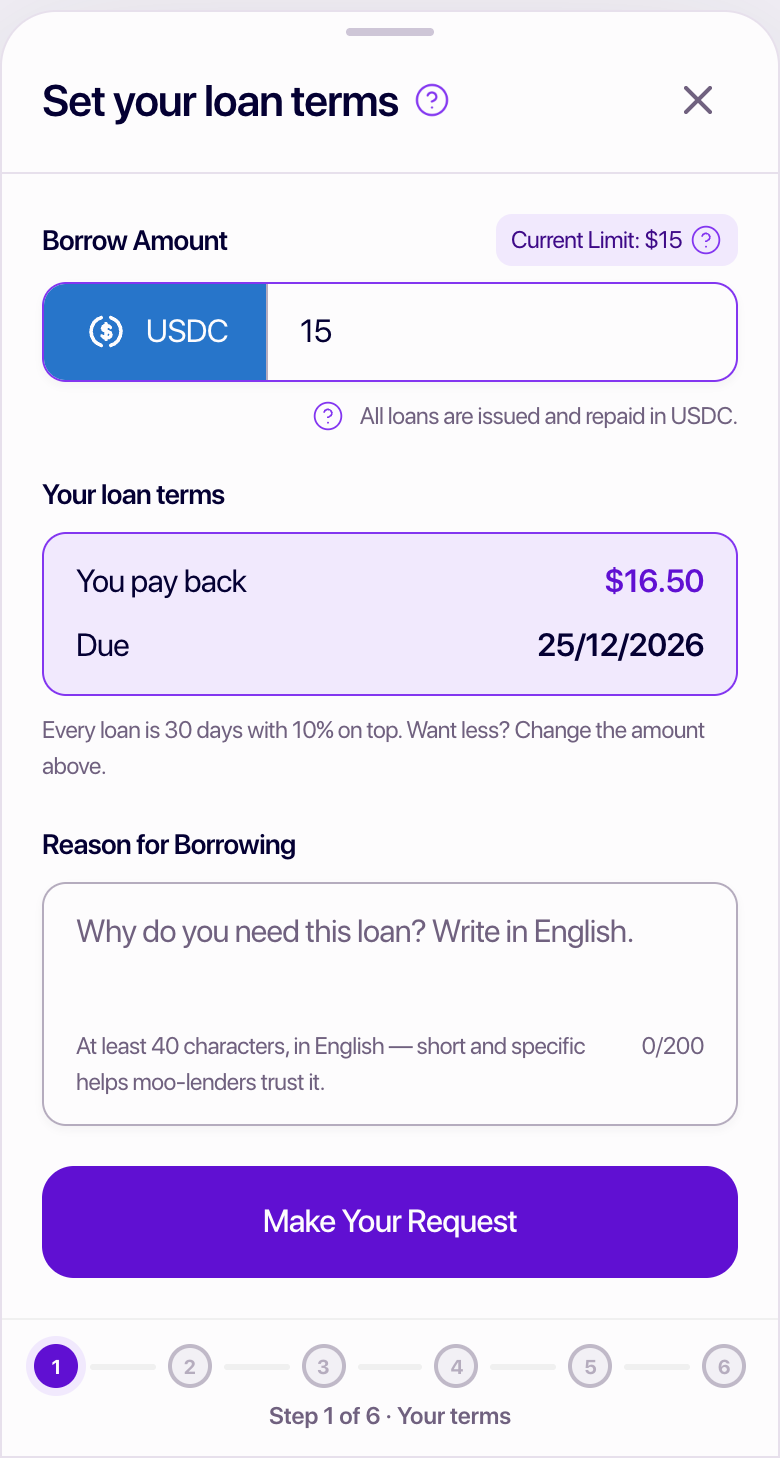 Set your loan terms
Borrow Amount
Current Limit: $15
USDC
15
All loans are issued and repaid in USDC.
Your loan terms
You pay back
$16.50
Due
25/12/2026
Every loan is 30 days with 10% on top. Want less? Change the amount
above.
Reason for Borrowing
Why do you need this loan? Write in English.
At least 40 characters, in English — short and specific
0/200
helps moo-lenders trust it.
Make Your Request
1 2 3 4 5 6
Step 1 of 6 · Your terms